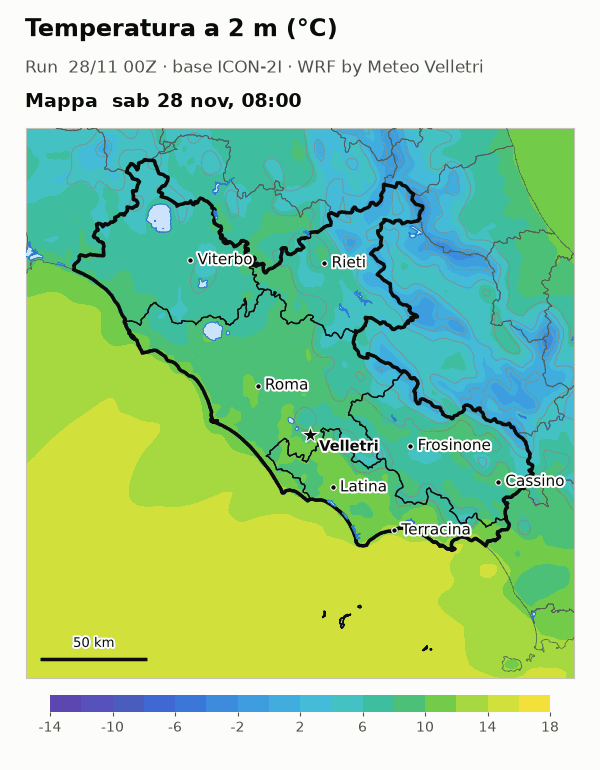 Temperatura a 2 m (°C)
Run 28/11 00Z · base ICON-2I · WRF by Meteo Velletri
Mappa sab 28 nov, 08:00
Viterbo
Rieti
Roma
Velletri
Frosinone
Cassino
Latina
Terracina
50 km
-14 -10 -6 -2 2 6 10 14 18